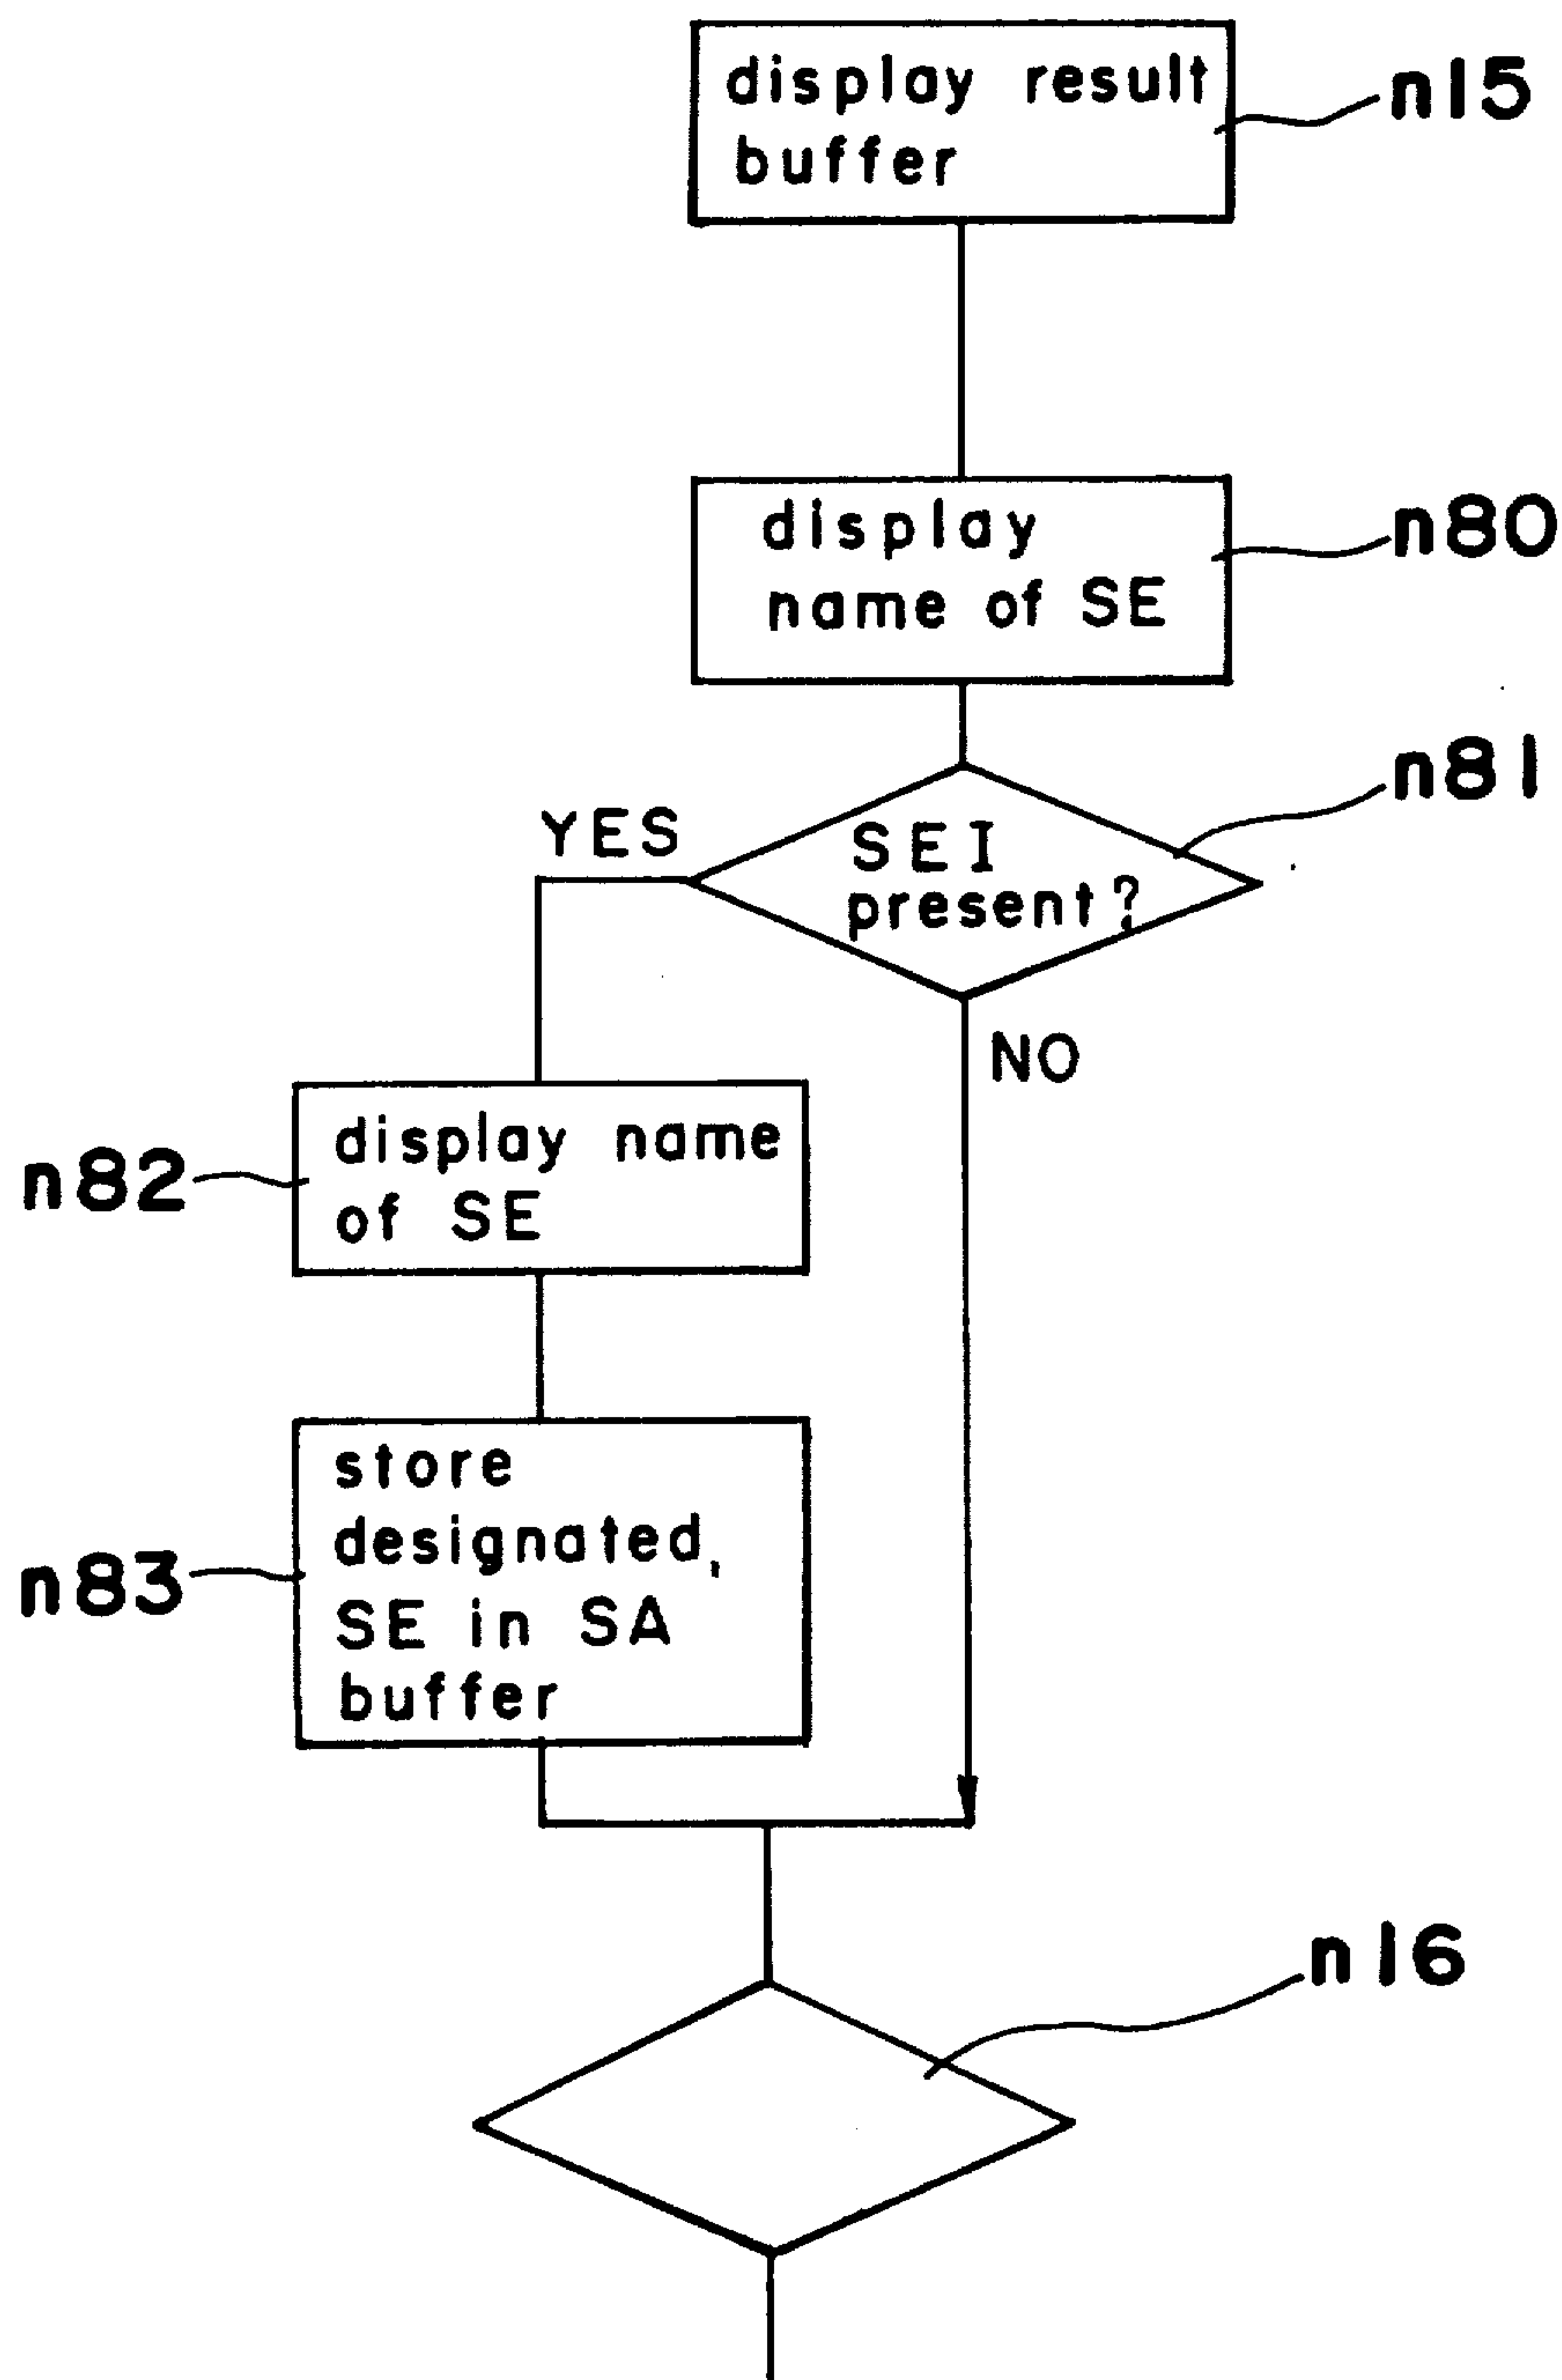 display result
buffer
n15
display
name of SE
n80
n81
YES
SEI
present?
NO
display name
of SE
n82
store
designated,
SE in SA
buffer
n83
n16